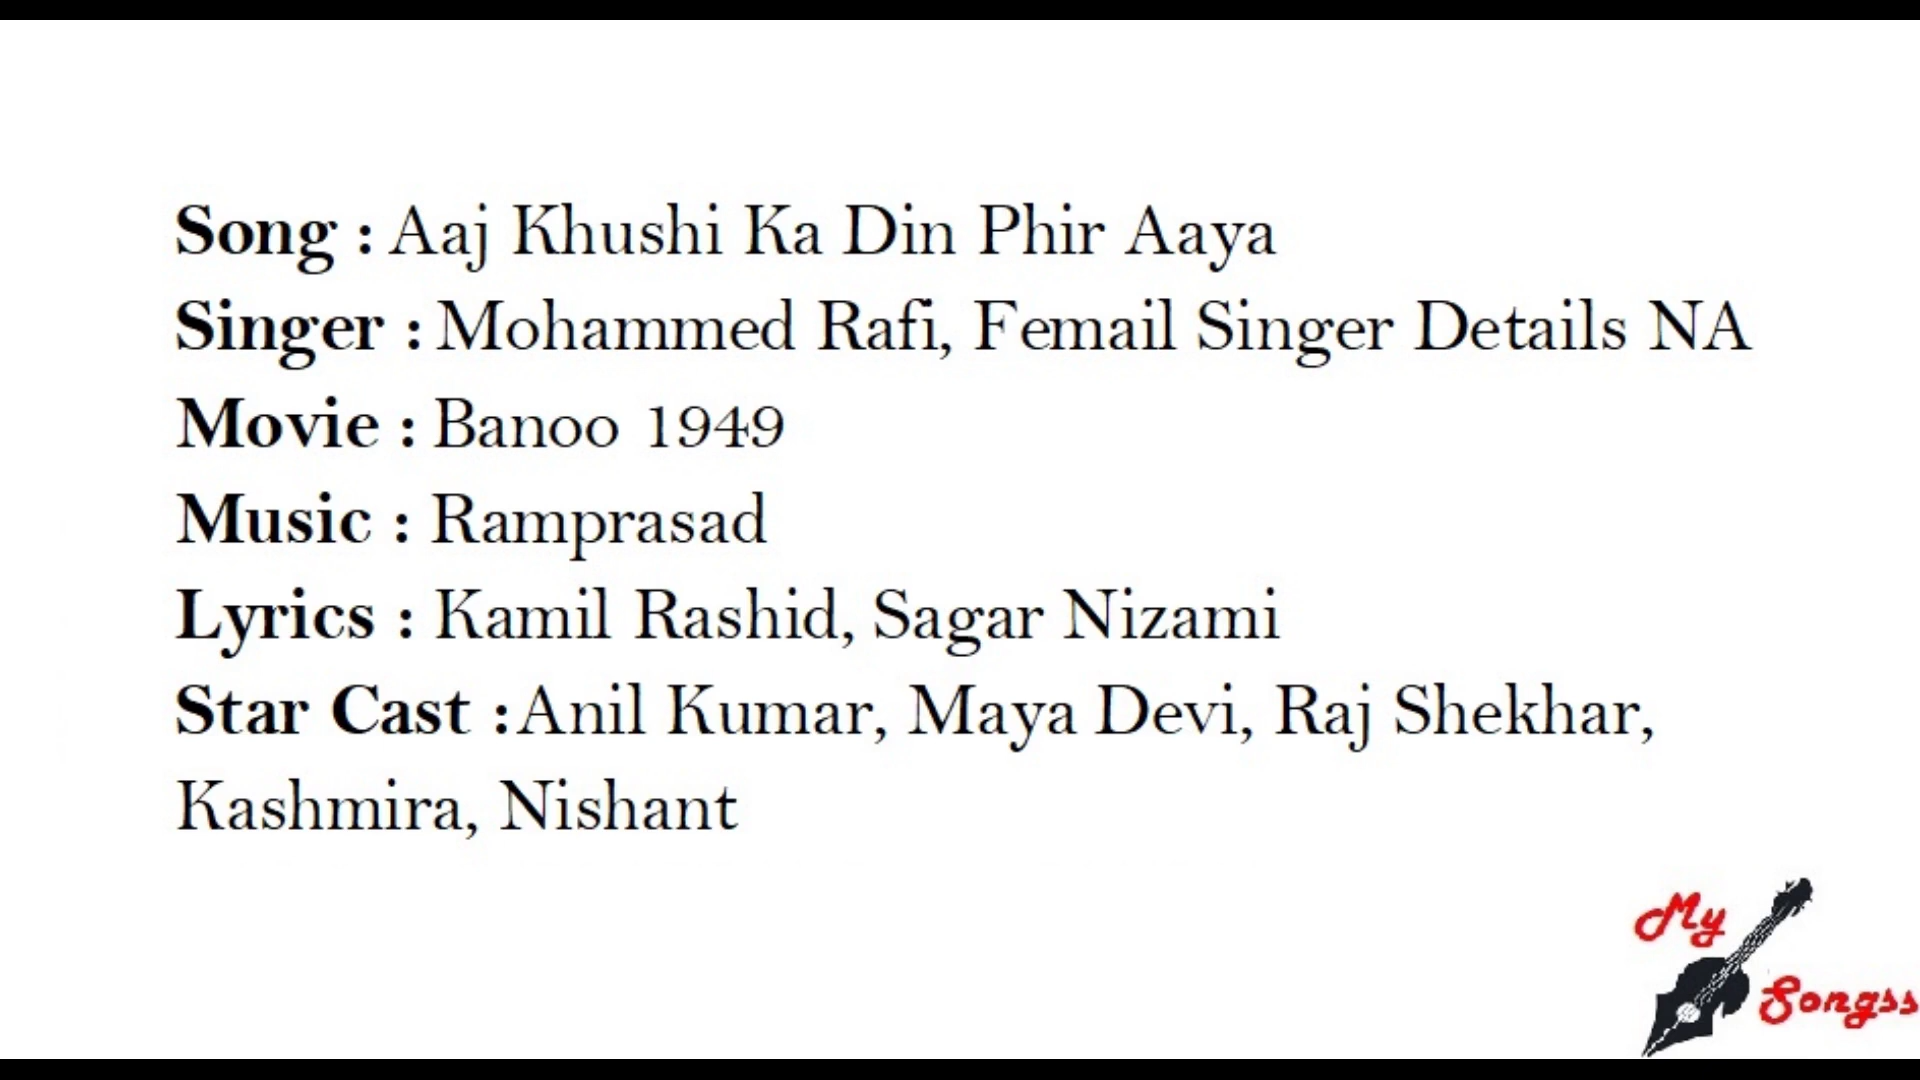 Song : Aaj Khushi Ka Din Phir Aaya
Singer : Mohammed Rafi, Femail Singer Details NA
Movie : Banoo 1949
Music : Ramprasad
Lyrics : Kamil Rashid, Sagar Nizami
Star Cast :Anil Kumar, Maya Devi, Raj Shekhar,
Kashmira, Nishant
My
Songss